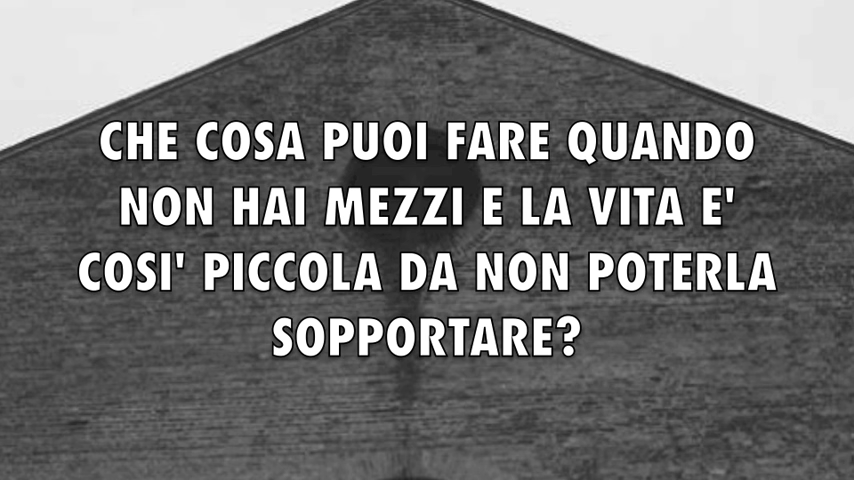 CHE COSA PUOI FARE QUANDO
NON HAI MEZZI E LA VITA E'
COSI' PICCOLA DA NON POTERLA
SOPPORTARE?